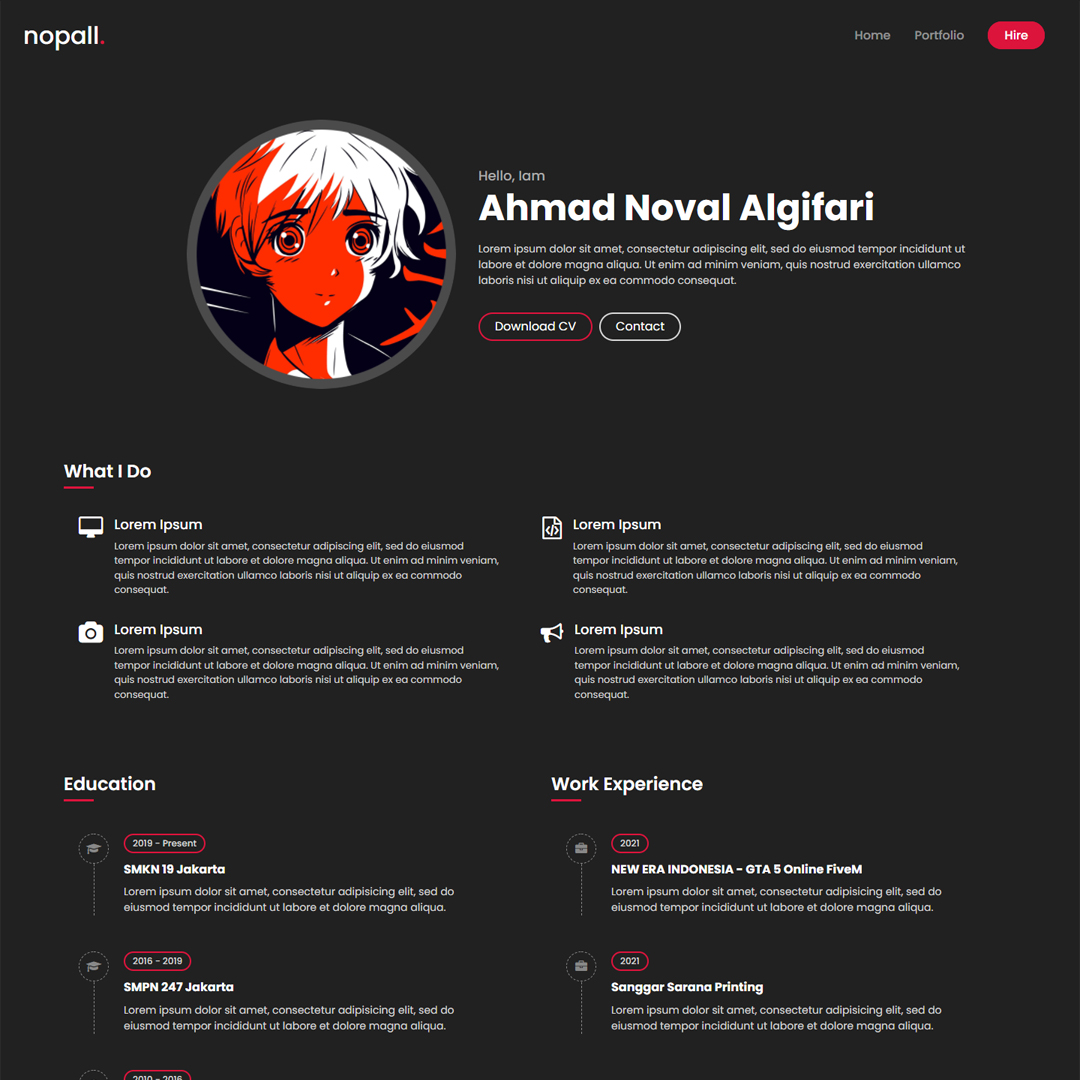 nopall.
Home
Portfolio
Hire
Hello, Iam
Ahmad Noval Algifari
Lorem ipsum dolor sit amet, consectetur adipiscing elit, sed do eiusmod tempor incididunt ut
labore et dolore magna aliqua. Ut enim ad minim veniam, quis nostrud exercitation ullamco
laboris nisi ut aliquip ex ea commodo consequat.
Download CV
Contact
What I Do
Lorem Ipsum
Lorem ipsum dolor sit amet, consectetur adipiscing elit, sed do eiusmod
tempor incididunt ut labore et dolore magna aliqua. Ut enim ad minim veniam,
quis nostrud exercitation ullamco laboris nisi ut aliquip ex ea commodo
consequat.
Lorem Ipsum
Lorem ipsum dolor sit amet, consectetur adipiscing elit, sed do eiusmod
tempor incididunt ut labore et dolore magna aliqua. Ut enim ad minim veniam,
quis nostrud exercitation ullamco laboris nisi ut aliquip ex ea commodo
consequat.
Lorem Ipsum
Lorem ipsum dolor sit amet, consectetur adipiscing elit, sed do eiusmod
tempor incididunt ut labore et dolore magna aliqua. Ut enim ad minim veniam,
quis nostrud exercitation ullamco laboris nisi ut aliquip ex ea commodo
consequat.
Lorem Ipsum
Lorem ipsum dolor sit amet, consectetur adipiscing elit, sed do eiusmod
tempor incididunt ut labore et dolore magna aliqua. Ut enim ad minim veniam,
quis nostrud exercitation ullamco laboris nisi ut aliquip ex ea commodo
consequat.
Education
2019 - Present
SMKN 19 Jakarta
Lorem ipsum dolor sit amet, consectetur adipiscing elit, sed do
eiusmod tempor incididunt ut labore et dolore magna aliqua.
2016 - 2019
SMPN 247 Jakarta
Lorem ipsum dolor sit amet, consectetur adipiscing elit, sed do
eiusmod tempor incididunt ut labore et dolore magna aliqua.
2010 - 2016
Work Experience
2021
NEW ERA INDONESIA - GTA 5 Online FiveM
Lorem ipsum dolor sit amet, consectetur adipiscing elit, sed do
eiusmod tempor incididunt ut labore et dolore magna aliqua.
2021
Sanggar Sarana Printing
Lorem ipsum dolor sit amet, consectetur adipiscing elit, sed do
eiusmod tempor incididunt ut labore et dolore magna aliqua.